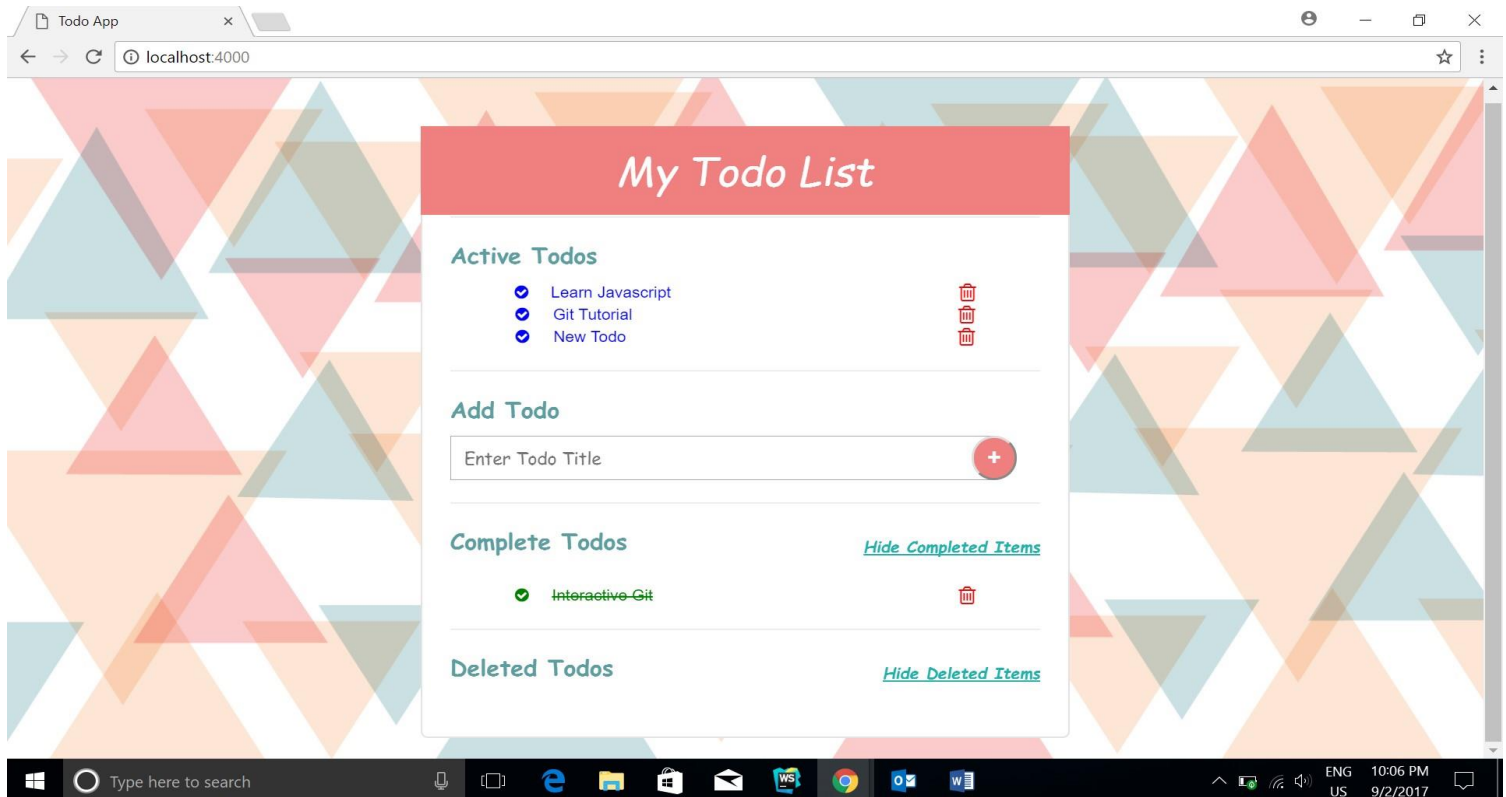 Todo App
localhost:4000
My Todo List
Active Todos
Learn Javascript
Git Tutorial
New Todo
Add Todo
Enter Todo Title
+
Complete Todos
Hide Completed Items
Interactive Git
Deleted Todos
Hide Deleted Items
Type here to search
WS
ENG
US
10:06 PM
9/2/2017